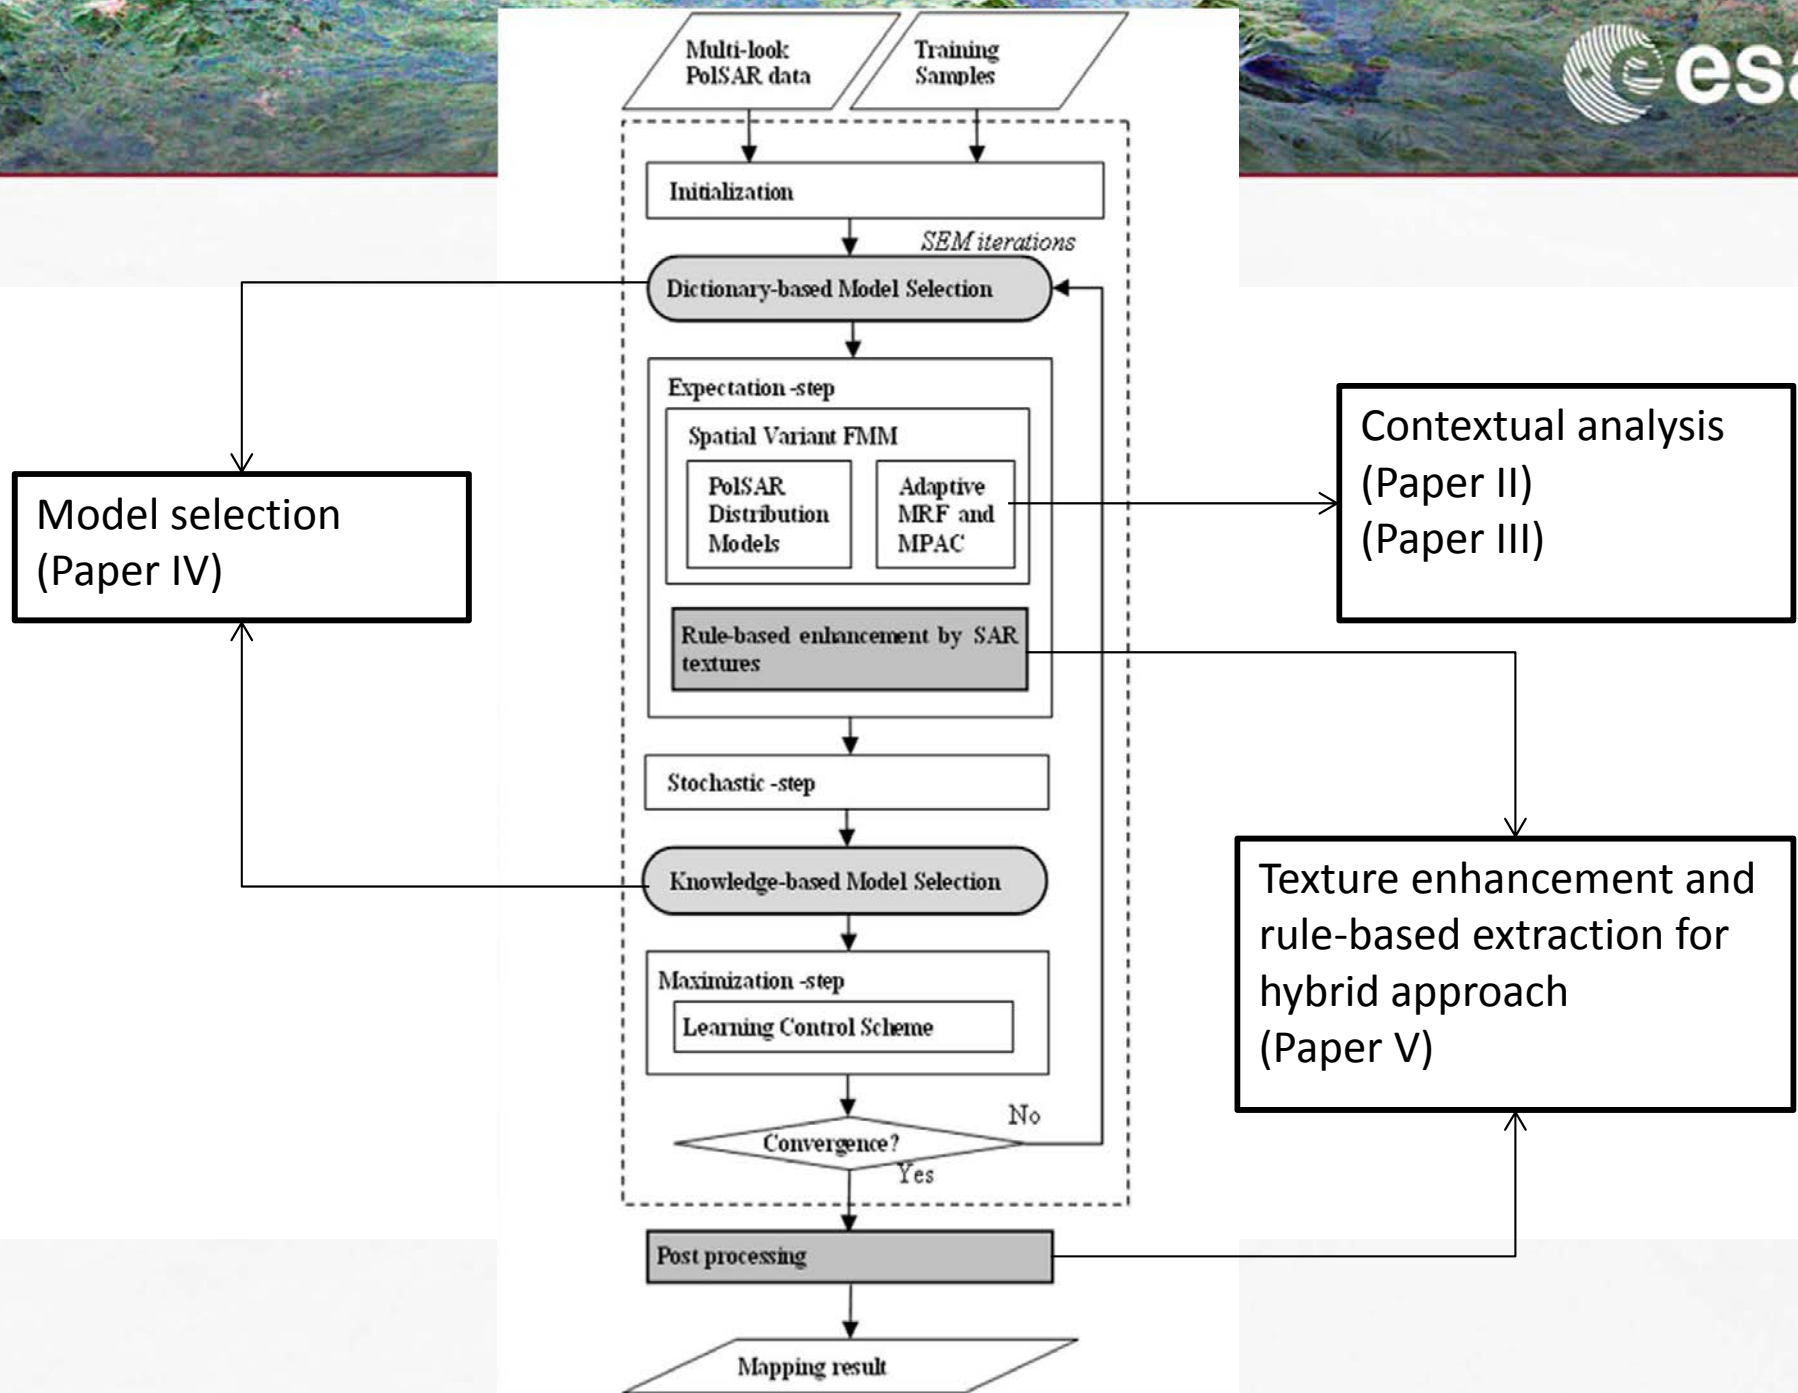 Multi-look
PolSAR data
Training
Samples
esa
Initialization
SEM iterations
Dictionary-based Model Selection
Expectation -step
Spatial Variant FMM
PolSAR
Distribution
Models
Adaptive
MRF and
MPAC
Contextual analysis
(Paper II)
(Paper III)
Model selection
(Paper IV)
Rule-based enhancement by SAR
textures
Stochastic -step
Knowledge-based Model Selection
Texture enhancement and
rule-based extraction for
hybrid approach
(Paper V)
Maximization -step
Learning Control Scheme
No
Convergence?
Yes
Post processing
Mapping result